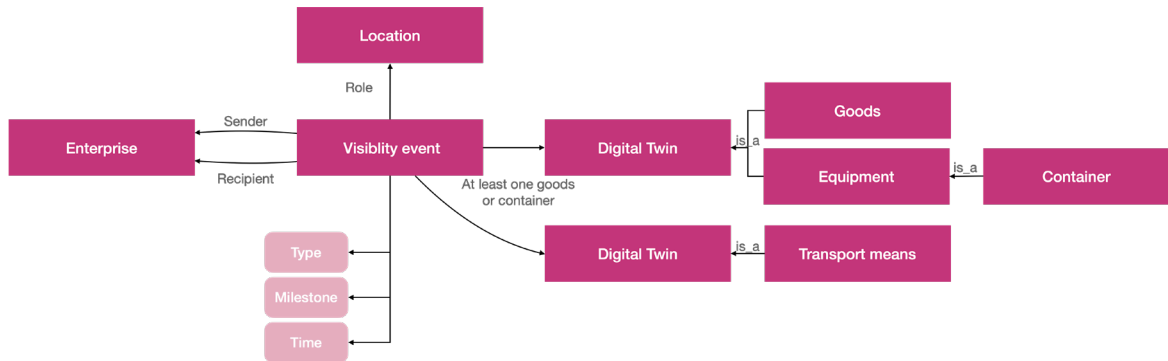 Location
Role
Goods
Sender
Enterprise
Visiblity event
Digital Twin
is_a
Recipient
At least one goods
or container
Equipment
is_a
Container
Type
Digital Twin
is_a
Transport means
Milestone
Time